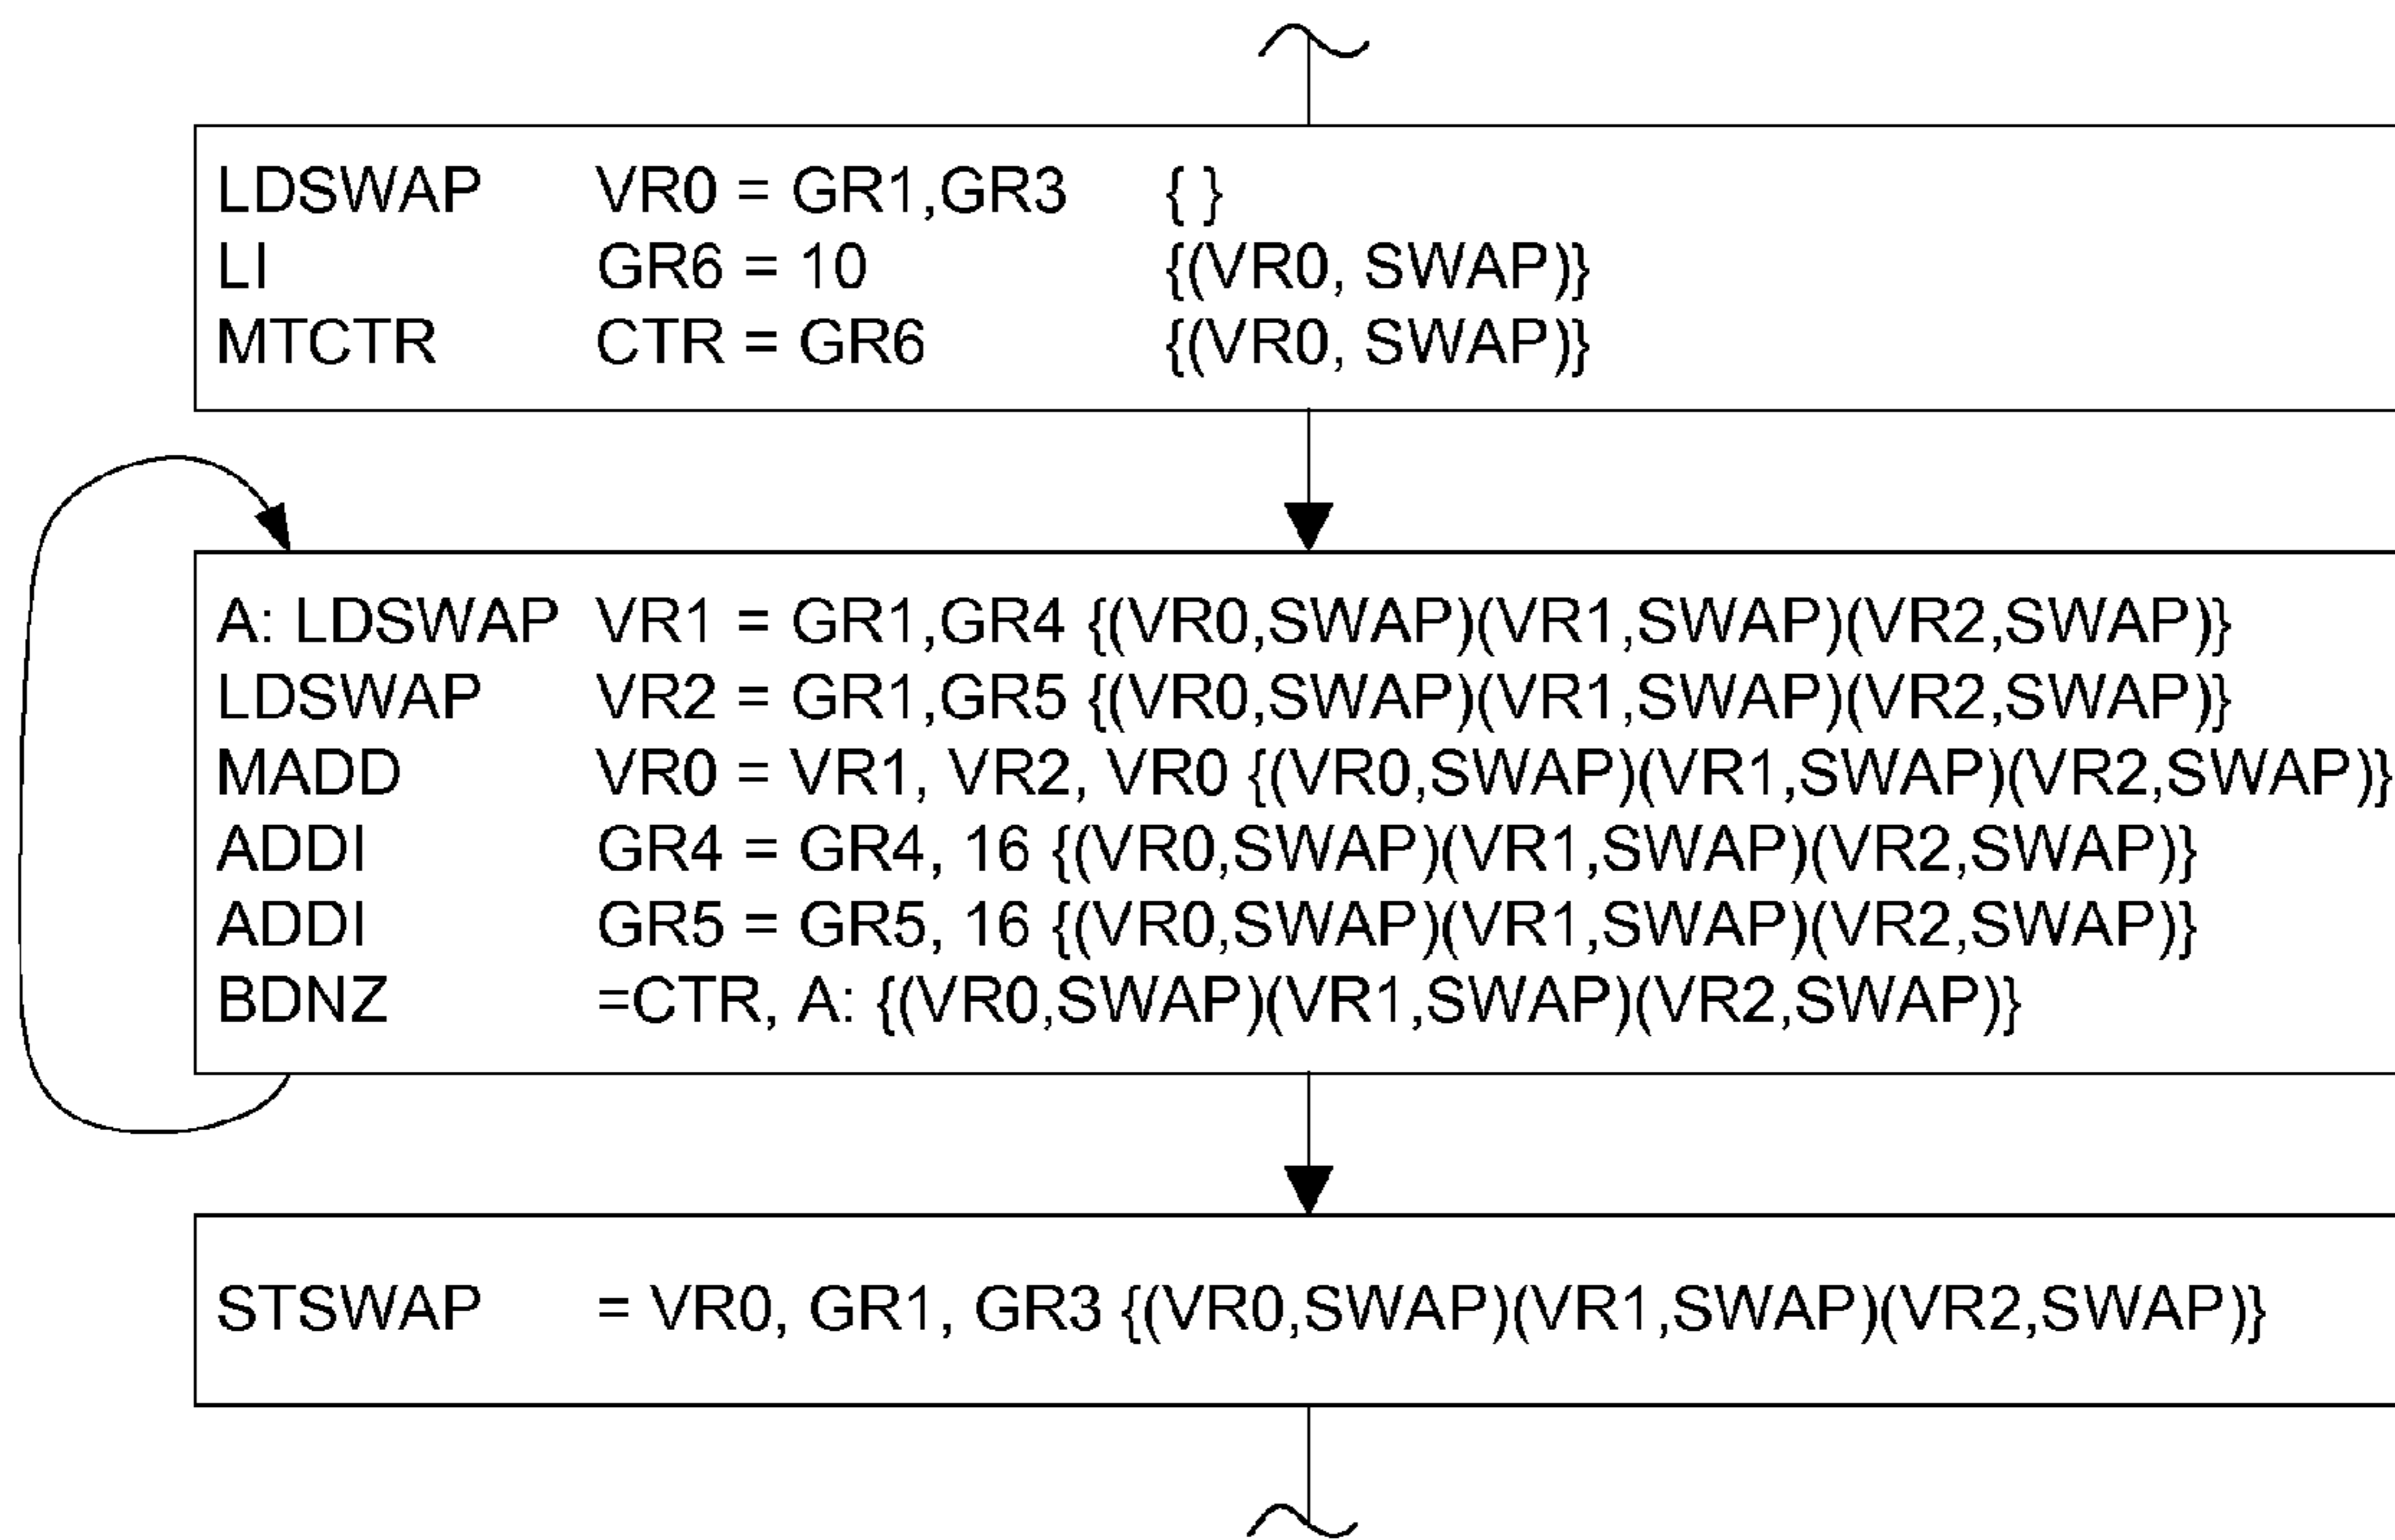 LDSWAP VR0 = GR1,GR3 { }
LI GR6 = 10 {(VR0, SWAP)}
MTCTR CTR = GR6 {(VR0, SWAP)}
A: LDSWAP VR1 = GR1,GR4 {(VR0,SWAP)(VR1,SWAP)(VR2,SWAP)}
LDSWAP VR2 = GR1,GR5 {(VR0,SWAP)(VR1,SWAP)(VR2,SWAP)}
MADD VR0 = VR1, VR2, VR0 {(VR0,SWAP)(VR1,SWAP)(VR2,SWAP)}
ADDI GR4 = GR4, 16 {(VR0,SWAP)(VR1,SWAP)(VR2,SWAP)}
ADDI GR5 = GR5, 16 {(VR0,SWAP)(VR1,SWAP)(VR2,SWAP)}
BDNZ =CTR, A: {(VR0,SWAP)(VR1,SWAP)(VR2,SWAP)}
STSWAP = VR0, GR1, GR3 {(VR0,SWAP)(VR1,SWAP)(VR2,SWAP)}